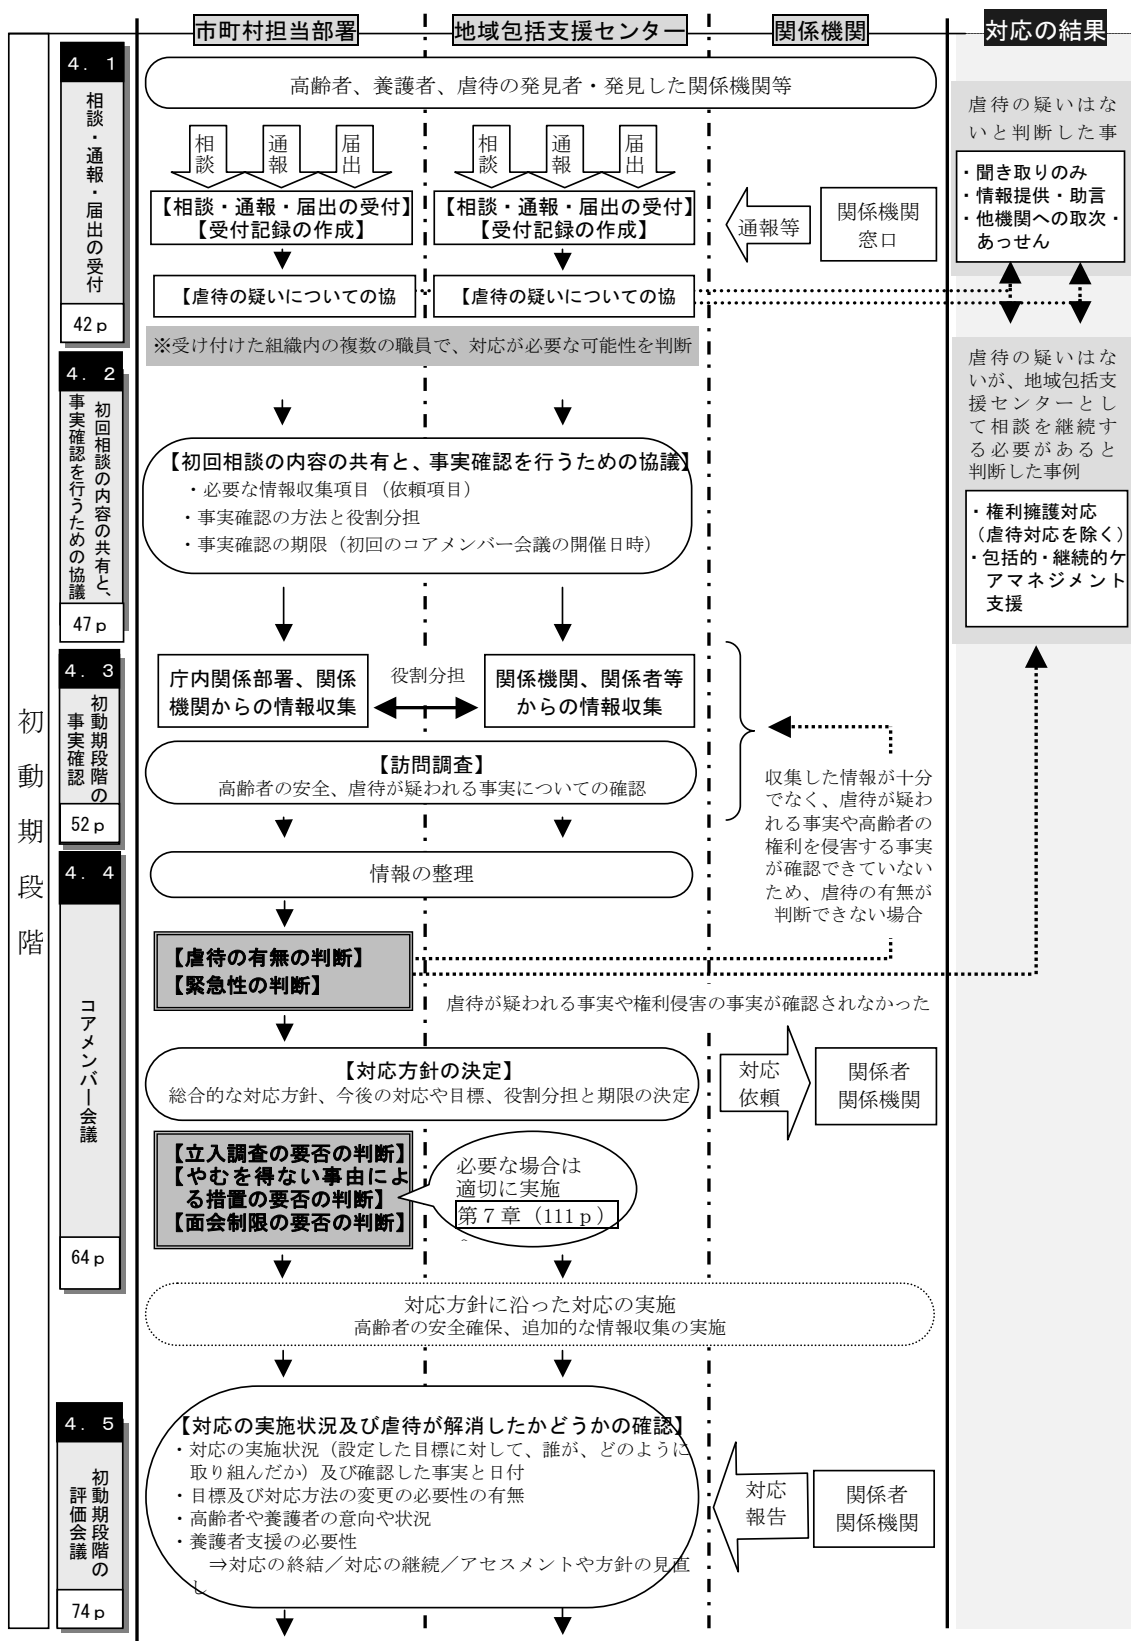 市町村担当部署
地域包括支援センター
関係機関
対応の結果
初動期段階
4．1
相談・通報・届出の受付
42ｐ
高齢者、養護者、虐待の発見者・発見した関係機関等
相談
通報
届出
相談
通報
届出
【相談・通報・届出の受付】
【受付記録の作成】
【相談・通報・届出の受付】
【受付記録の作成】
通報等
関係機関
窓口
【虐待の疑いについての協
【虐待の疑いについての協
※受け付けた組織内の複数の職員で、対応が必要な可能性を判断
虐待の疑いはな
いと判断した事
・聞き取りのみ
・情報提供・助言
・他機関への取次・
あっせん
虐待の疑いはな
いが、地域包括支
援センターとし
て相談を継続す
る必要があると
判断した事例
・権利擁護対応
（虐待対応を除く）
・包括的・継続的ケ
アマネジメント
支援
4．2
初回相談の内容の共有と、
事実確認を行うための協議
47ｐ
【初回相談の内容の共有と、事実確認を行うための協議】
・必要な情報収集項目（依頼項目）
・事実確認の方法と役割分担
・事実確認の期限（初回のコアメンバー会議の開催日時）
4．3
初動期段階の
事実確認
52ｐ
庁内関係部署、関係
機関からの情報収集
役割分担
関係機関、関係者等
からの情報収集
【訪問調査】
高齢者の安全、虐待が疑われる事実についての確認
収集した情報が十分
でなく、虐待が疑わ
れる事実や高齢者の
権利を侵害する事実
が確認できていない
ため、虐待の有無が
判断できない場合
4．4
コアメンバー会議
64ｐ
情報の整理
【虐待の有無の判断】
【緊急性の判断】
虐待が疑われる事実や権利侵害の事実が確認されなかった
【対応方針の決定】
総合的な対応方針、今後の対応や目標、役割分担と期限の決定
対応
依頼
関係者
関係機関
【立入調査の要否の判断】
【やむを得ない事由によ
る措置の要否の判断】
【面会制限の要否の判断】
必要な場合は
適切に実施
第７章（111ｐ）
対応方針に沿った対応の実施
高齢者の安全確保、追加的な情報収集の実施
4．5
初動期段階の
評価会議
74ｐ
【対応の実施状況及び虐待が解消したかどうかの確認】
・対応の実施状況（設定した目標に対して、誰が、どのように
取り組んだか）及び確認した事実と日付
・目標及び対応方法の変更の必要性の有無
・高齢者や養護者の意向や状況
・養護者支援の必要性
⇒対応の終結／対応の継続／アセスメントや方針の見直
し
対応
報告
関係者
関係機関